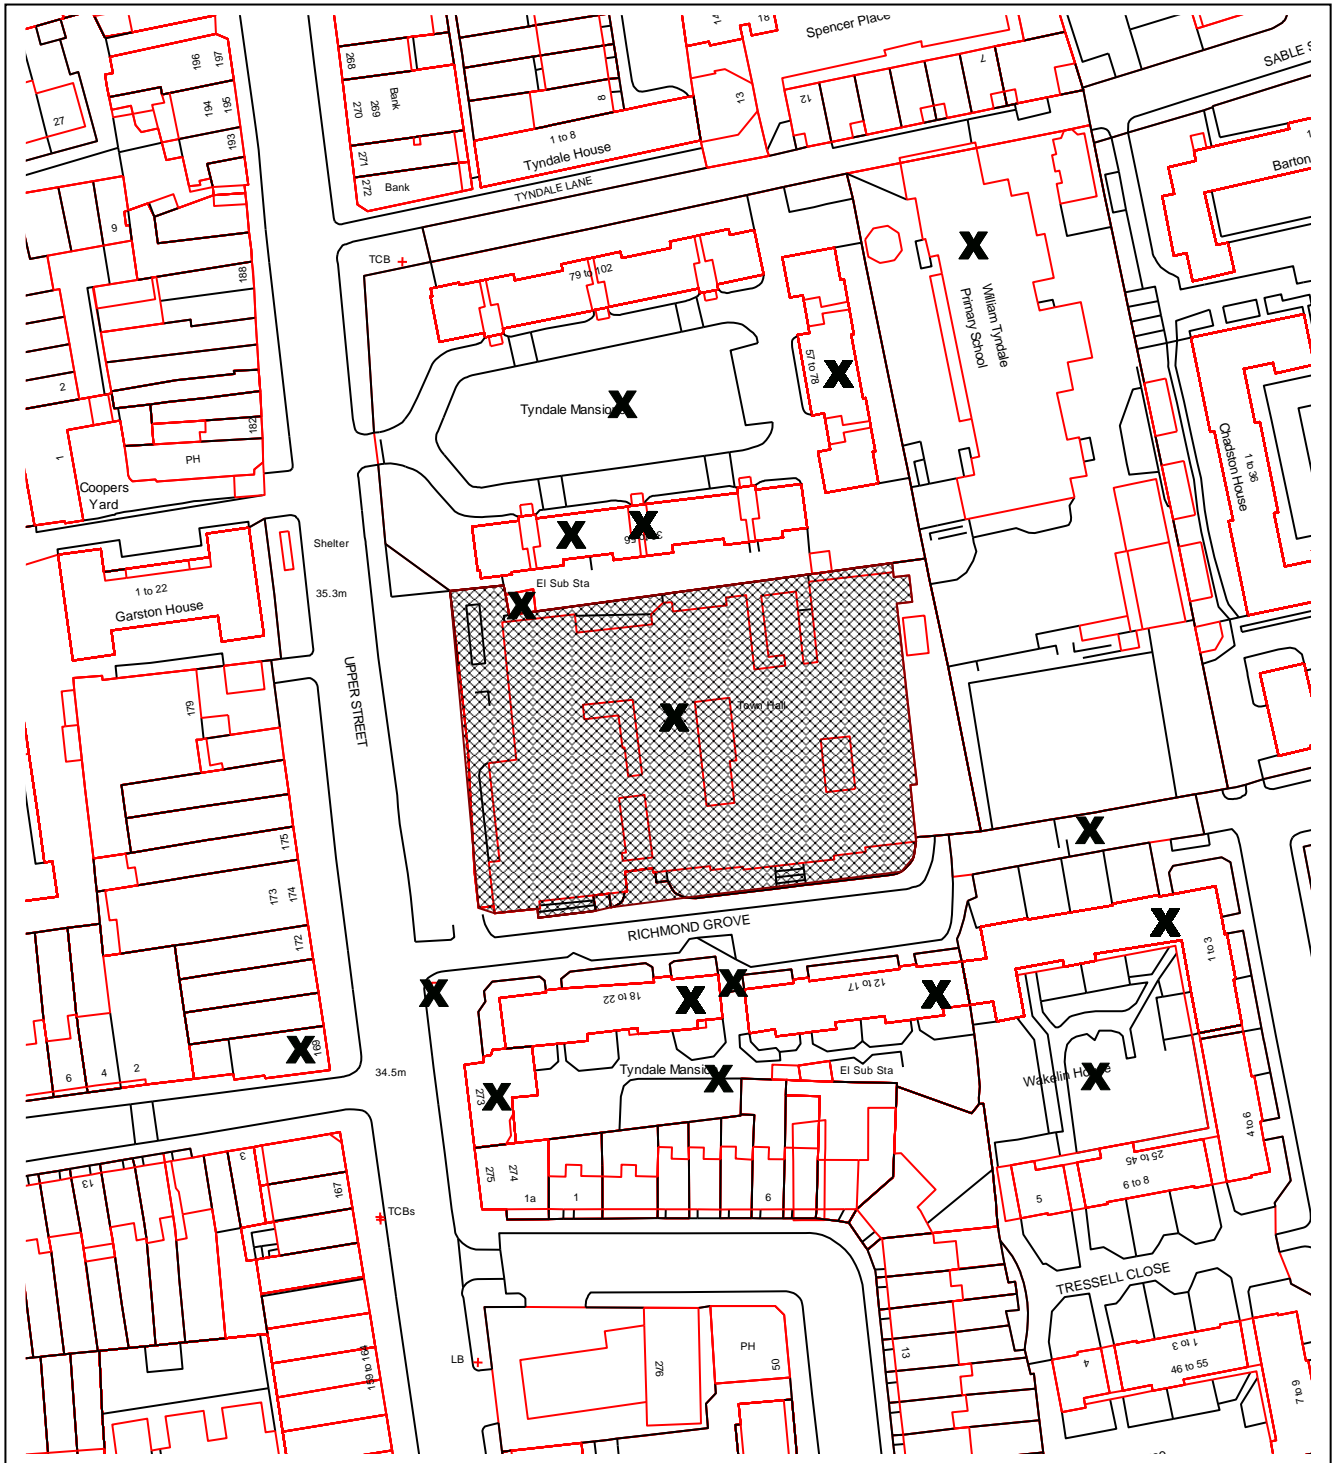 Spencer Place
SABLE
18
14
197
196
195
194
193
27
268
Bank
269
270
271
272
Bank
8
1 to 8
Tyndale House
TYNDALE LANE
13
12
7
Barton
9
188
TCB
79 to 102
William Tyndale
Primary School
57 to 78
2
182
PH
1
Coopers
Yard
Chadston House
1 to 36
Shelter
El Sub Sta
1 to 22
Garston House
35.3m
UPPER STREET
179
Town Hall
175
174
173
172
RICHMOND GROVE
1 to 3
18 to 22
12 to 17
169
6
4
2
34.5m
273
El Sub Sta
4 to 6
25 to 45
8 to 9
5
275
274
1a
1
6
3
13
167
TCBs
TRESSELL CLOSE
LB
276
PH
50
13
4
1 to 3
46 to 55
7 to 9